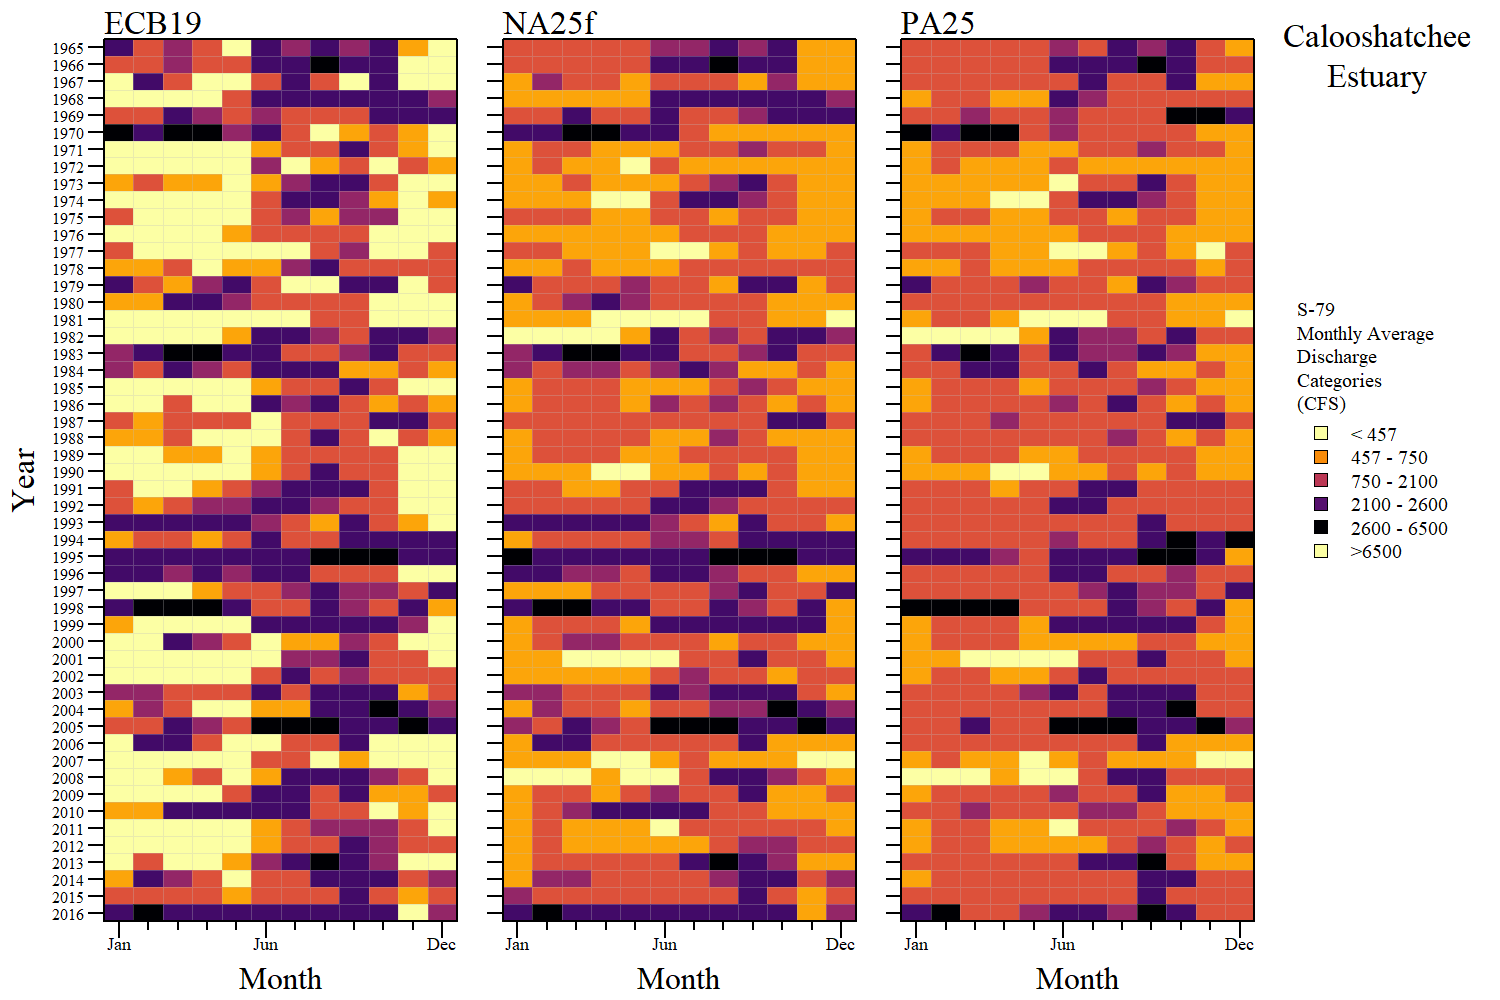 ECB19
NA25f
PA25
Calooshatchee
Estuary
1965
1966
1967
1968
1969
1970
1971
1972
1973
1974
1975
1976
1977
1978
1979
1980
1981
1982
1983
1984
1985
1986
1987
1988
1989
1990
1991
1992
1993
1994
1995
1996
1997
1998
1999
2000
2001
2002
2003
2004
2005
2006
2007
2008
2009
2010
2011
2012
2013
2014
2015
2016
Year
S-79
Monthly Average
Discharge
Categories
(CFS)
< 457
457 - 750
750 - 2100
2100 - 2600
2600 - 6500
>6500
Jan Jun Dec
Jan Jun Dec
Jan Jun Dec
Month
Month
Month